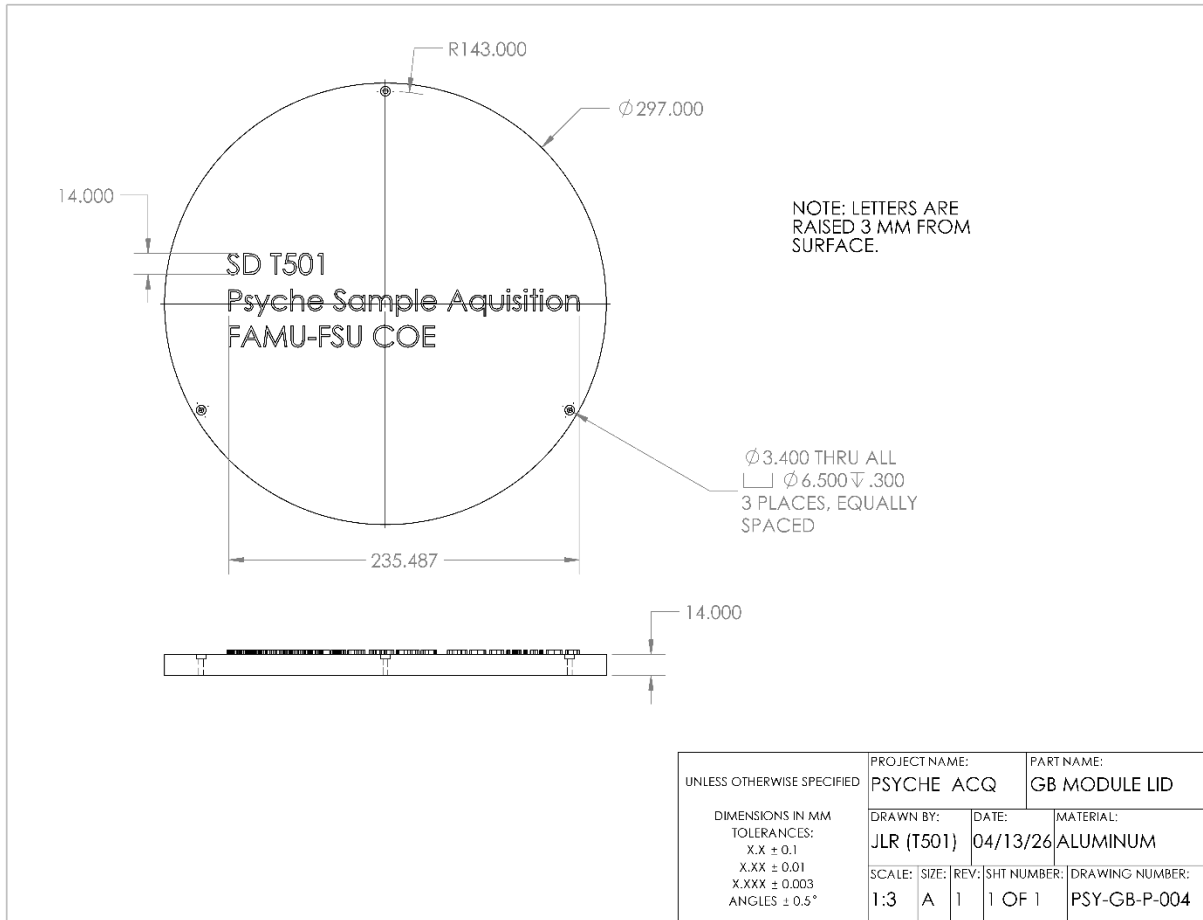 R143.000
Ø297.000
14.000
NOTE: LETTERS ARE
RAISED 3 MM FROM
SURFACE.
SD T501
Psyche Sample Aquisition
FAMU-FSU COE
Ø3.400 THRU ALL
⌴ Ø6.500 ↧ .300
3 PLACES, EQUALLY
SPACED
235.487
14.000
UNLESS OTHERWISE SPECIFIED
DIMENSIONS IN MM
TOLERANCES:
X.X ± 0.1
X.XX ± 0.01
X.XXX ± 0.003
ANGLES ± 0.5°
PROJECT NAME:
PSYCHE ACQ
PART NAME:
GB MODULE LID
DRAWN BY:
JLR (T501)
DATE:
04/13/26
MATERIAL:
ALUMINUM
SCALE:
1:3
SIZE:
A
REV:
1
SHT NUMBER:
1 OF 1
DRAWING NUMBER:
PSY-GB-P-004